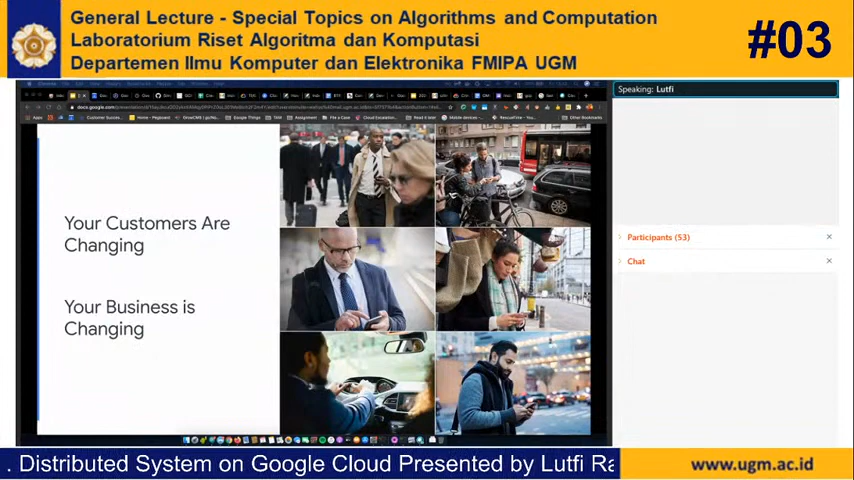 General Lecture - Special Topics on Algorithms and Computation
Laboratorium Riset Algoritma dan Komputasi
Departemen Ilmu Komputer dan Elektronika FMIPA UGM
#03
Speaking: Lutfi
Your Customers Are
Changing
Your Business is
Changing
Participants (53)
Chat
. Distributed System on Google Cloud Presented by Lutfi Ra
www.ugm.ac.id